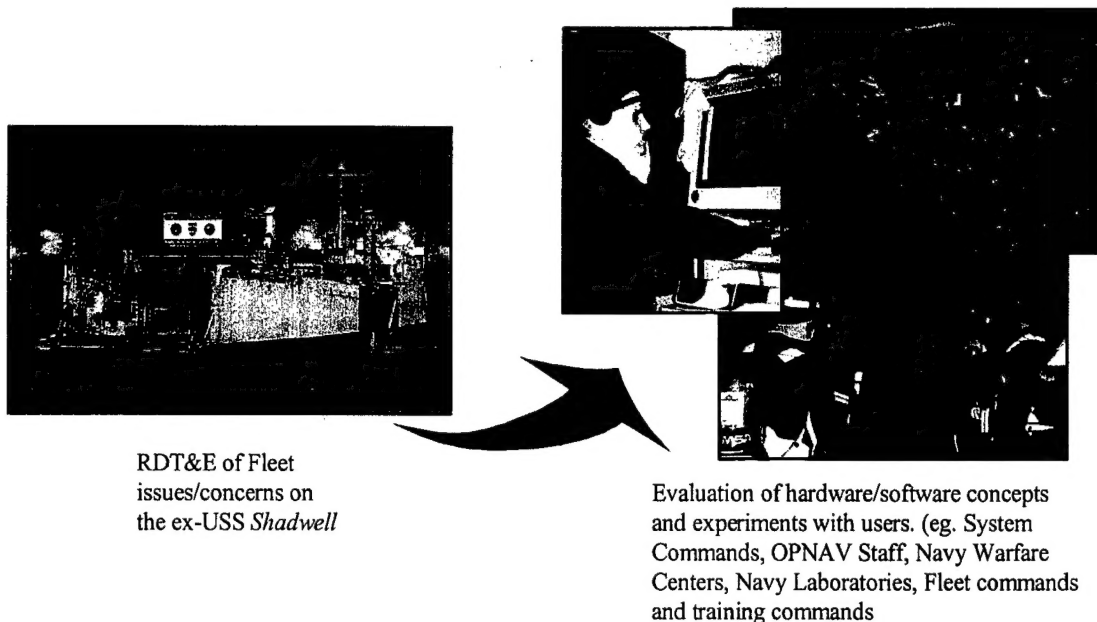 RDT&E of Fleet
issues/concerns on
the ex-USS Shadwell
Evaluation of hardware/software concepts
and experiments with users. (eg. System
Commands, OPNAV Staff, Navy Warfare
Centers, Navy Laboratories, Fleet commands
and training commands